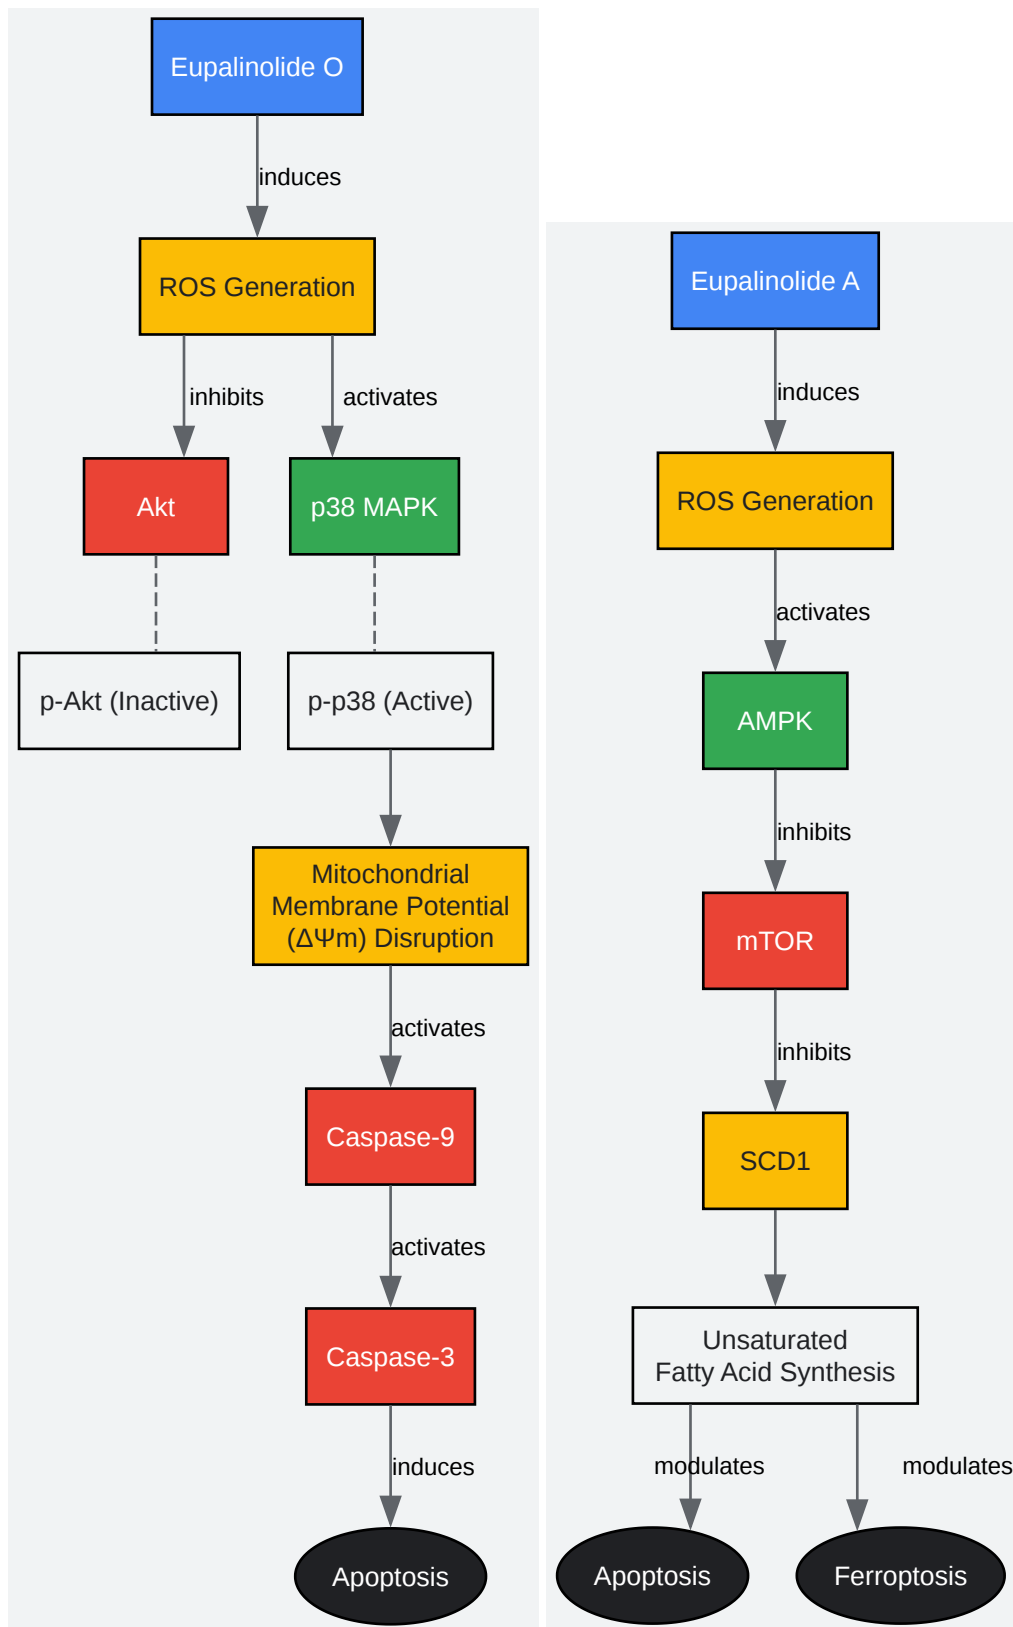 Eupalinolide O
induces
ROS Generation
inhibits
activates
Akt
p38 MAPK
p-Akt (Inactive)
p-p38 (Active)
Mitochondrial
Membrane Potential
(ΔΨm) Disruption
activates
Caspase-9
activates
Caspase-3
induces
Apoptosis
Eupalinolide A
induces
ROS Generation
activates
AMPK
inhibits
mTOR
inhibits
SCD1
Unsaturated
Fatty Acid Synthesis
modulates
modulates
Apoptosis
Ferroptosis